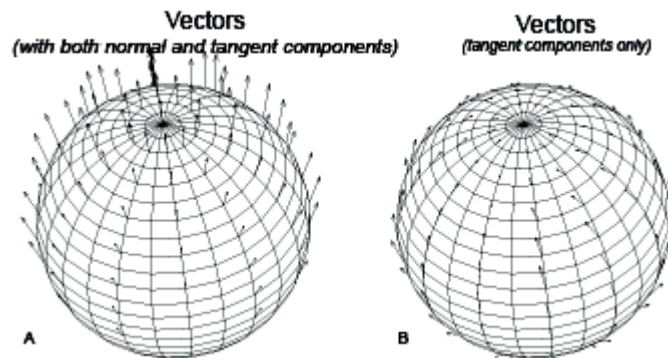 Vectors
(with both normal and tangent components)
Vectors
(tangent components only)
A
B